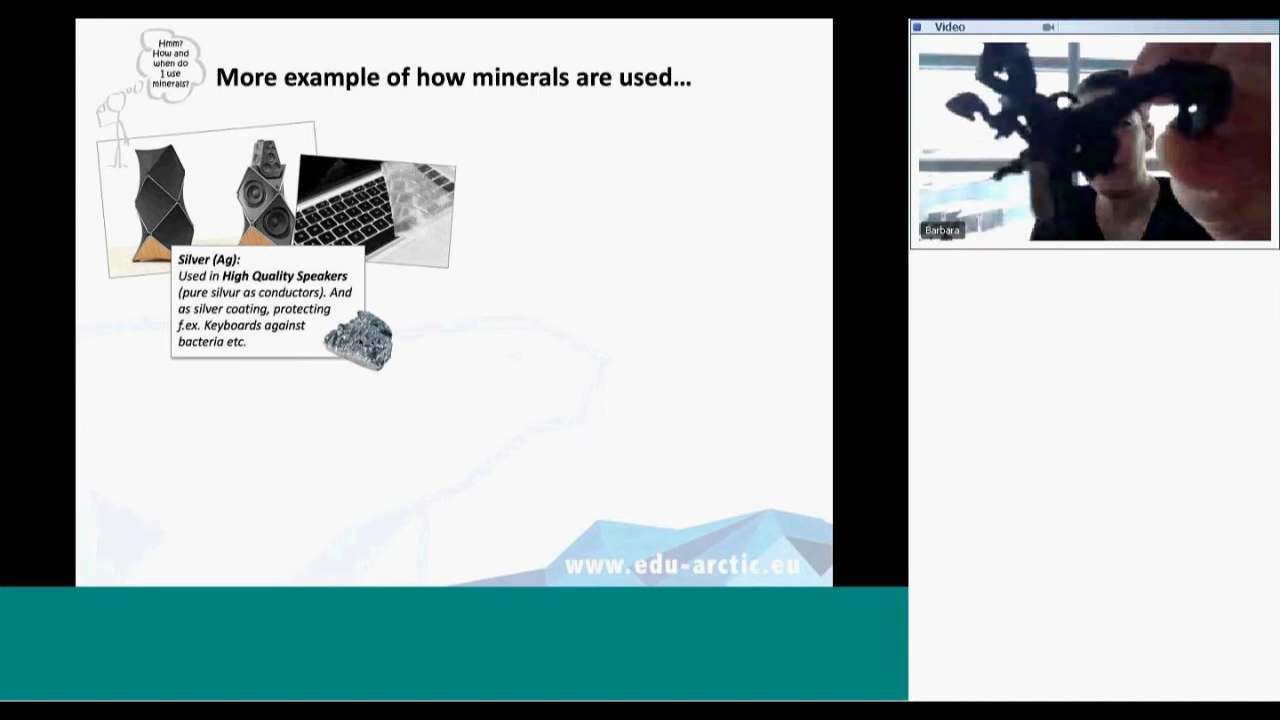 Hmm?
How and
when do
I use
minerals?
More example of how minerals are used...
Silver (Ag):
Used in High Quality Speakers
(pure silvur as conductors). And
as silver coating, protecting
f.ex. Keyboards against
bacteria etc.
www.edu-arctic.eu
Video
Barbara